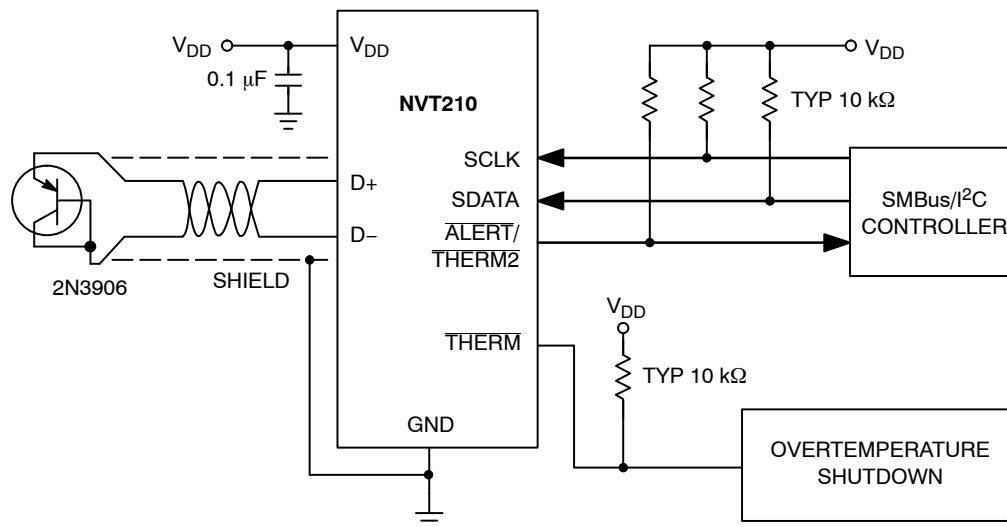 V_DD
0.1 μF
V_DD
NVT210
V_DD
TYP 10 kΩ
SCLK
SDATA
ALERT/
THERM2
SMBus/I²C
CONTROLLER
D+
D−
SHIELD
2N3906
THERM
V_DD
TYP 10 kΩ
GND
OVERTEMPERATURE
SHUTDOWN